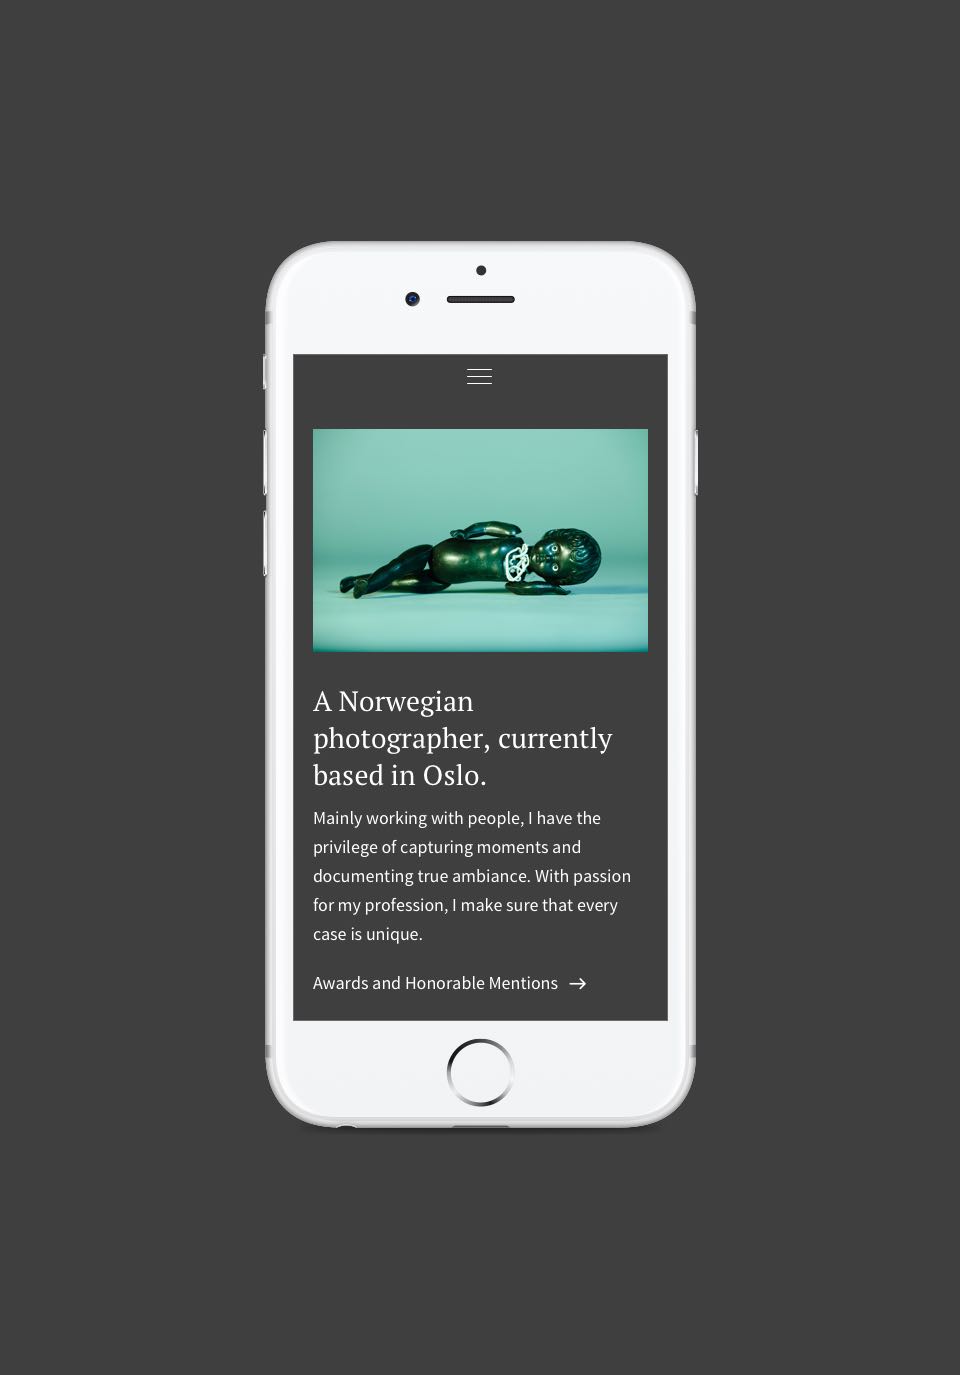 A Norwegian
photographer, currently
based in Oslo.
Mainly working with people, I have the
privilege of capturing moments and
documenting true ambiance. With passion
for my profession, I make sure that every
case is unique.
Awards and Honorable Mentions →